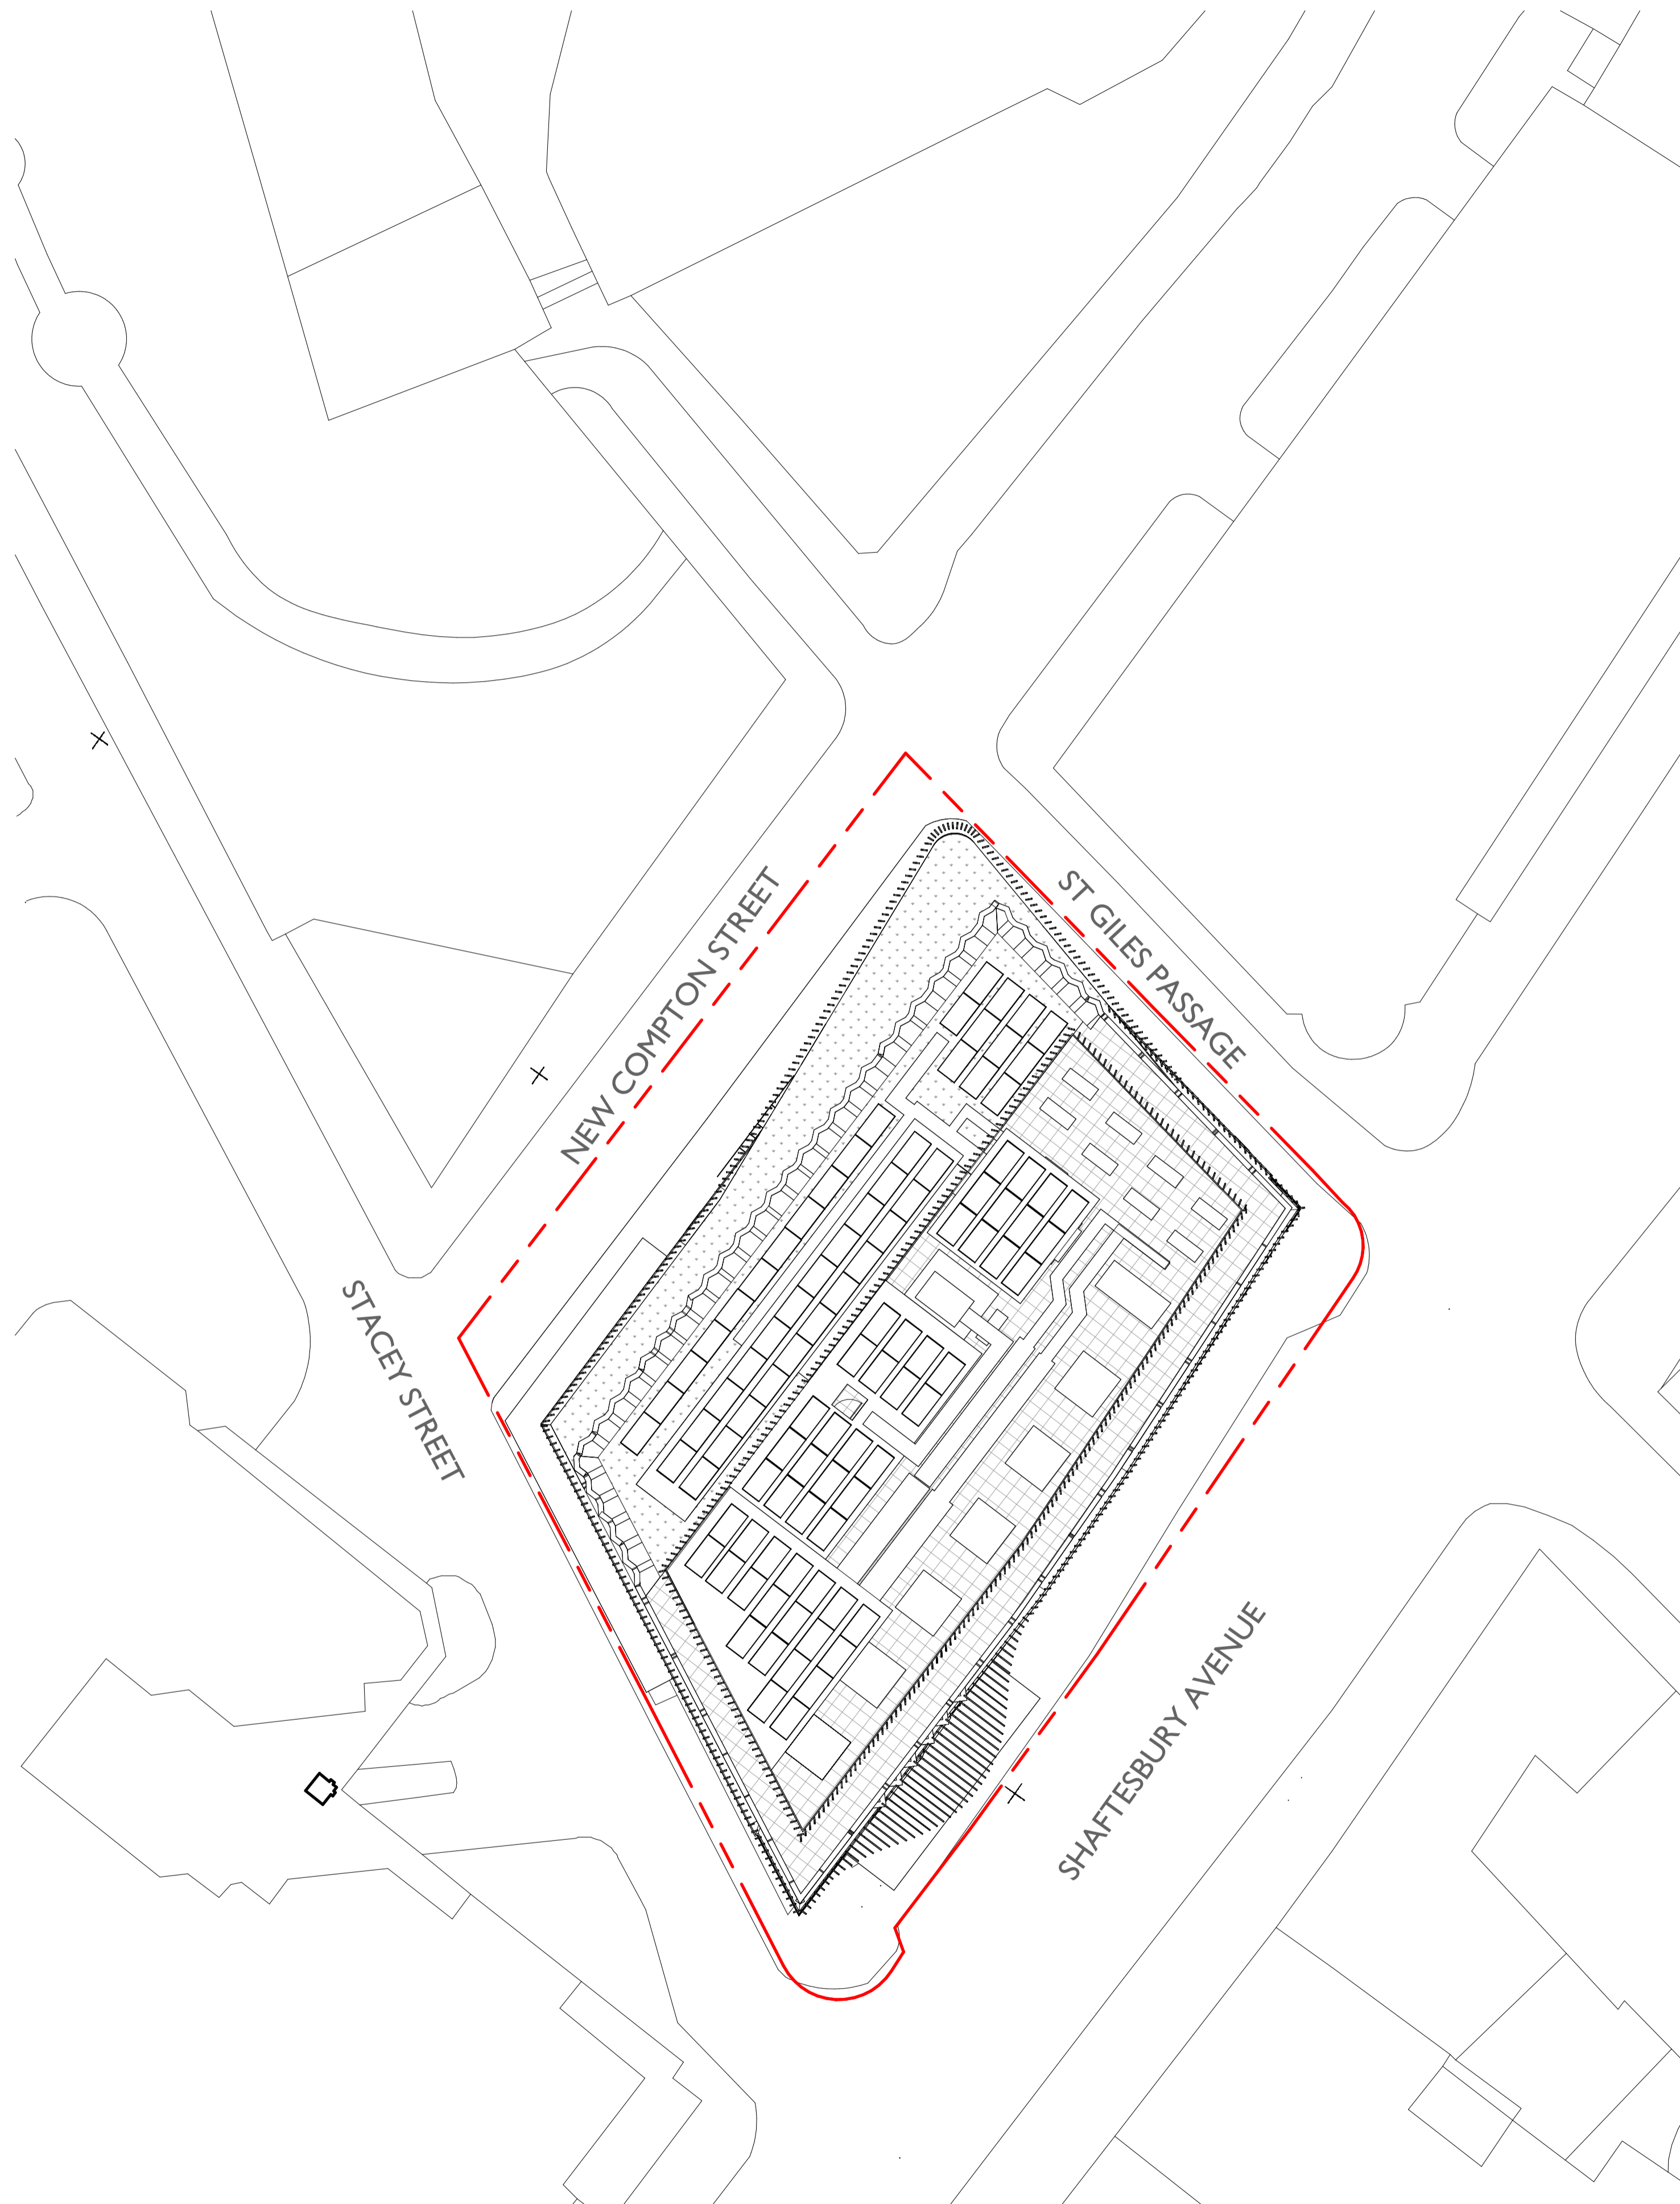 NEW COMPTON STREET
ST GILES PASSAGE
STACEY STREET
SHAFTESBURY AVENUE